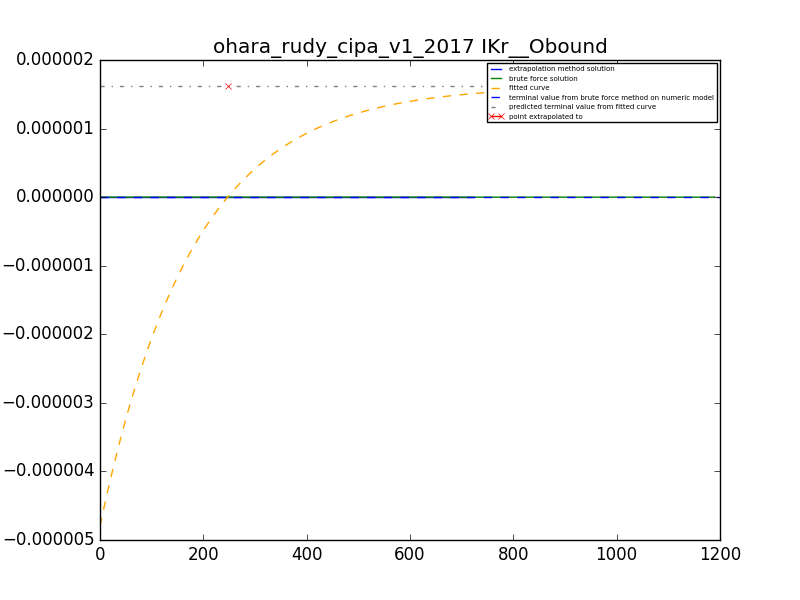 ohara_rudy_cipa_v1_2017 IKr__Obound
0.000002
0.000001
0.000000
−0.000001
−0.000002
−0.000003
−0.000004
−0.000005
extrapolation method solution
brute force solution
fitted curve
terminal value from brute force method on numeric model
predicted terminal value from fitted curve
point extrapolated to
0 200 400 600 800 1000 1200